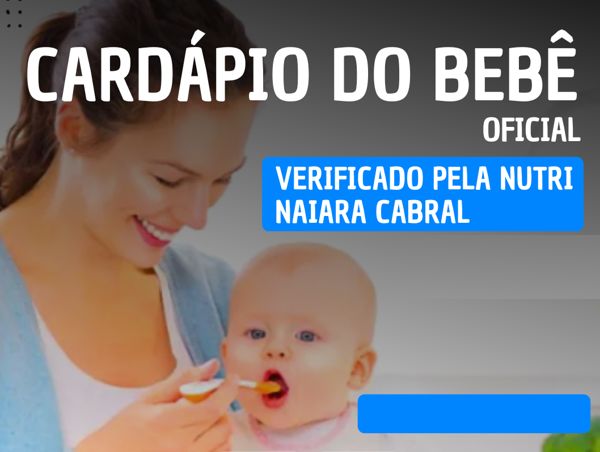 CARDÁPIO DO BEBÊ
OFICIAL
VERIFICADO PELA NUTRI
NAIARA CABRAL